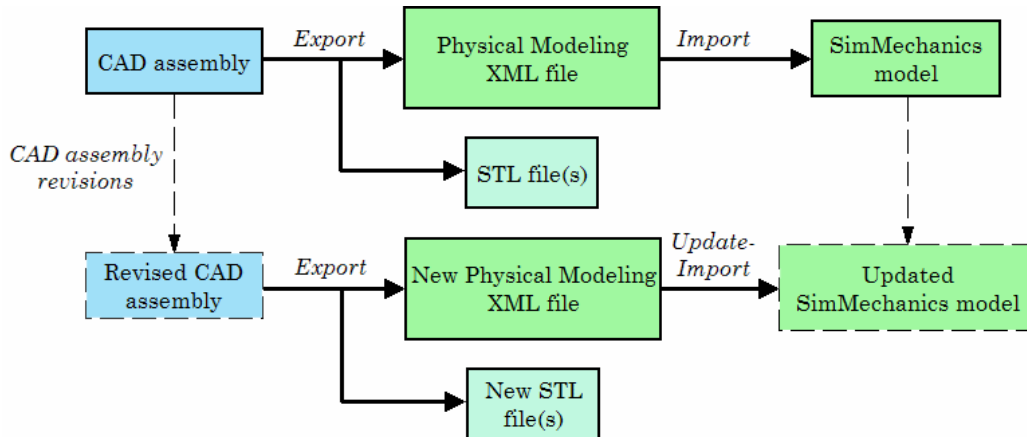 Export
Import
CAD assembly
Physical Modeling
XML file
SimMechanics
model
CAD assembly
revisions
STL file(s)
Revised CAD
assembly
Export
New Physical Modeling
XML file
Update-
Import
Updated
SimMechanics model
New STL
file(s)